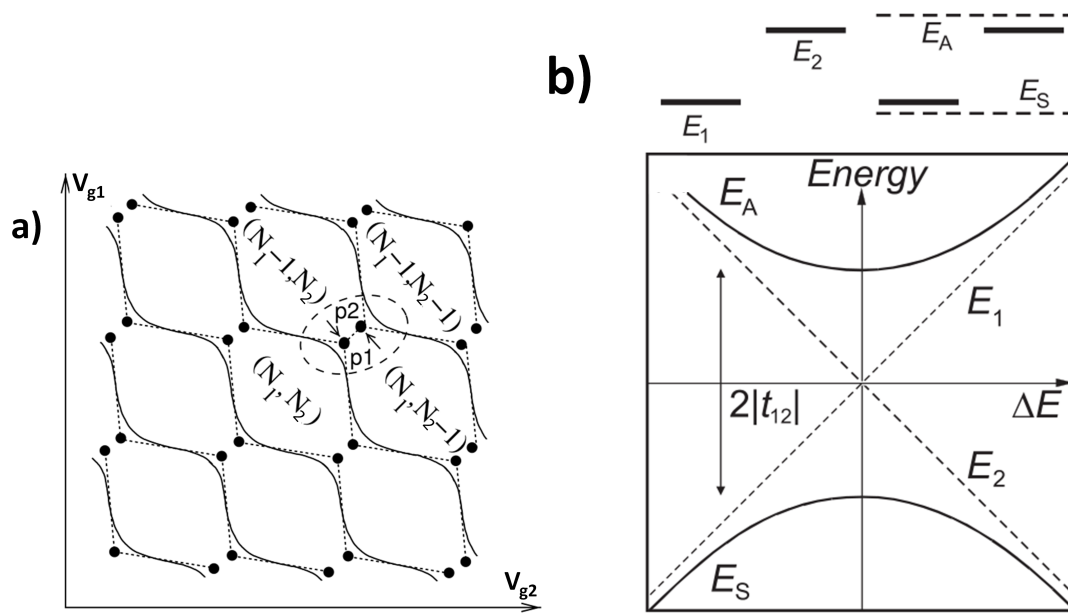 a)
V_g1
(N_1-1,N_2)
(N_1-1,N_2-1)
p2
p1
(N_1,N_2)
(N_1,N_2-1)
V_g2
b)
E_1
E_2
E_A
E_S
Energy
E_A
E_1
2|t_12|
ΔE
E_2
E_S